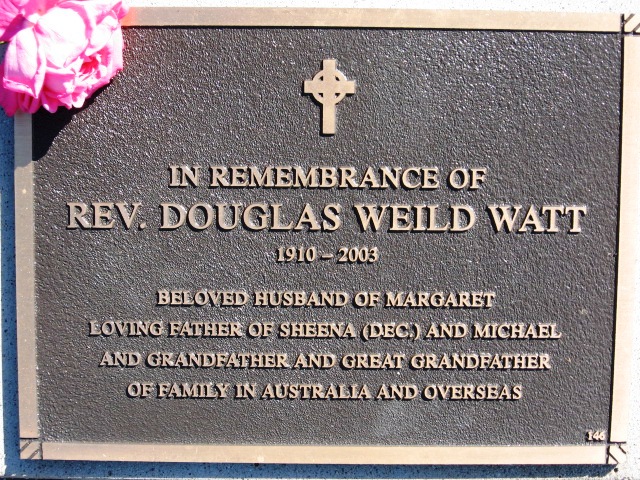 IN REMEMBRANCE OF
REV. DOUGLAS WEILD WATT
1910 – 2003
BELOVED HUSBAND OF MARGARET
LOVING FATHER OF SHEENA (DEC.) AND MICHAEL
AND GRANDFATHER AND GREAT GRANDFATHER
OF FAMILY IN AUSTRALIA AND OVERSEAS
146